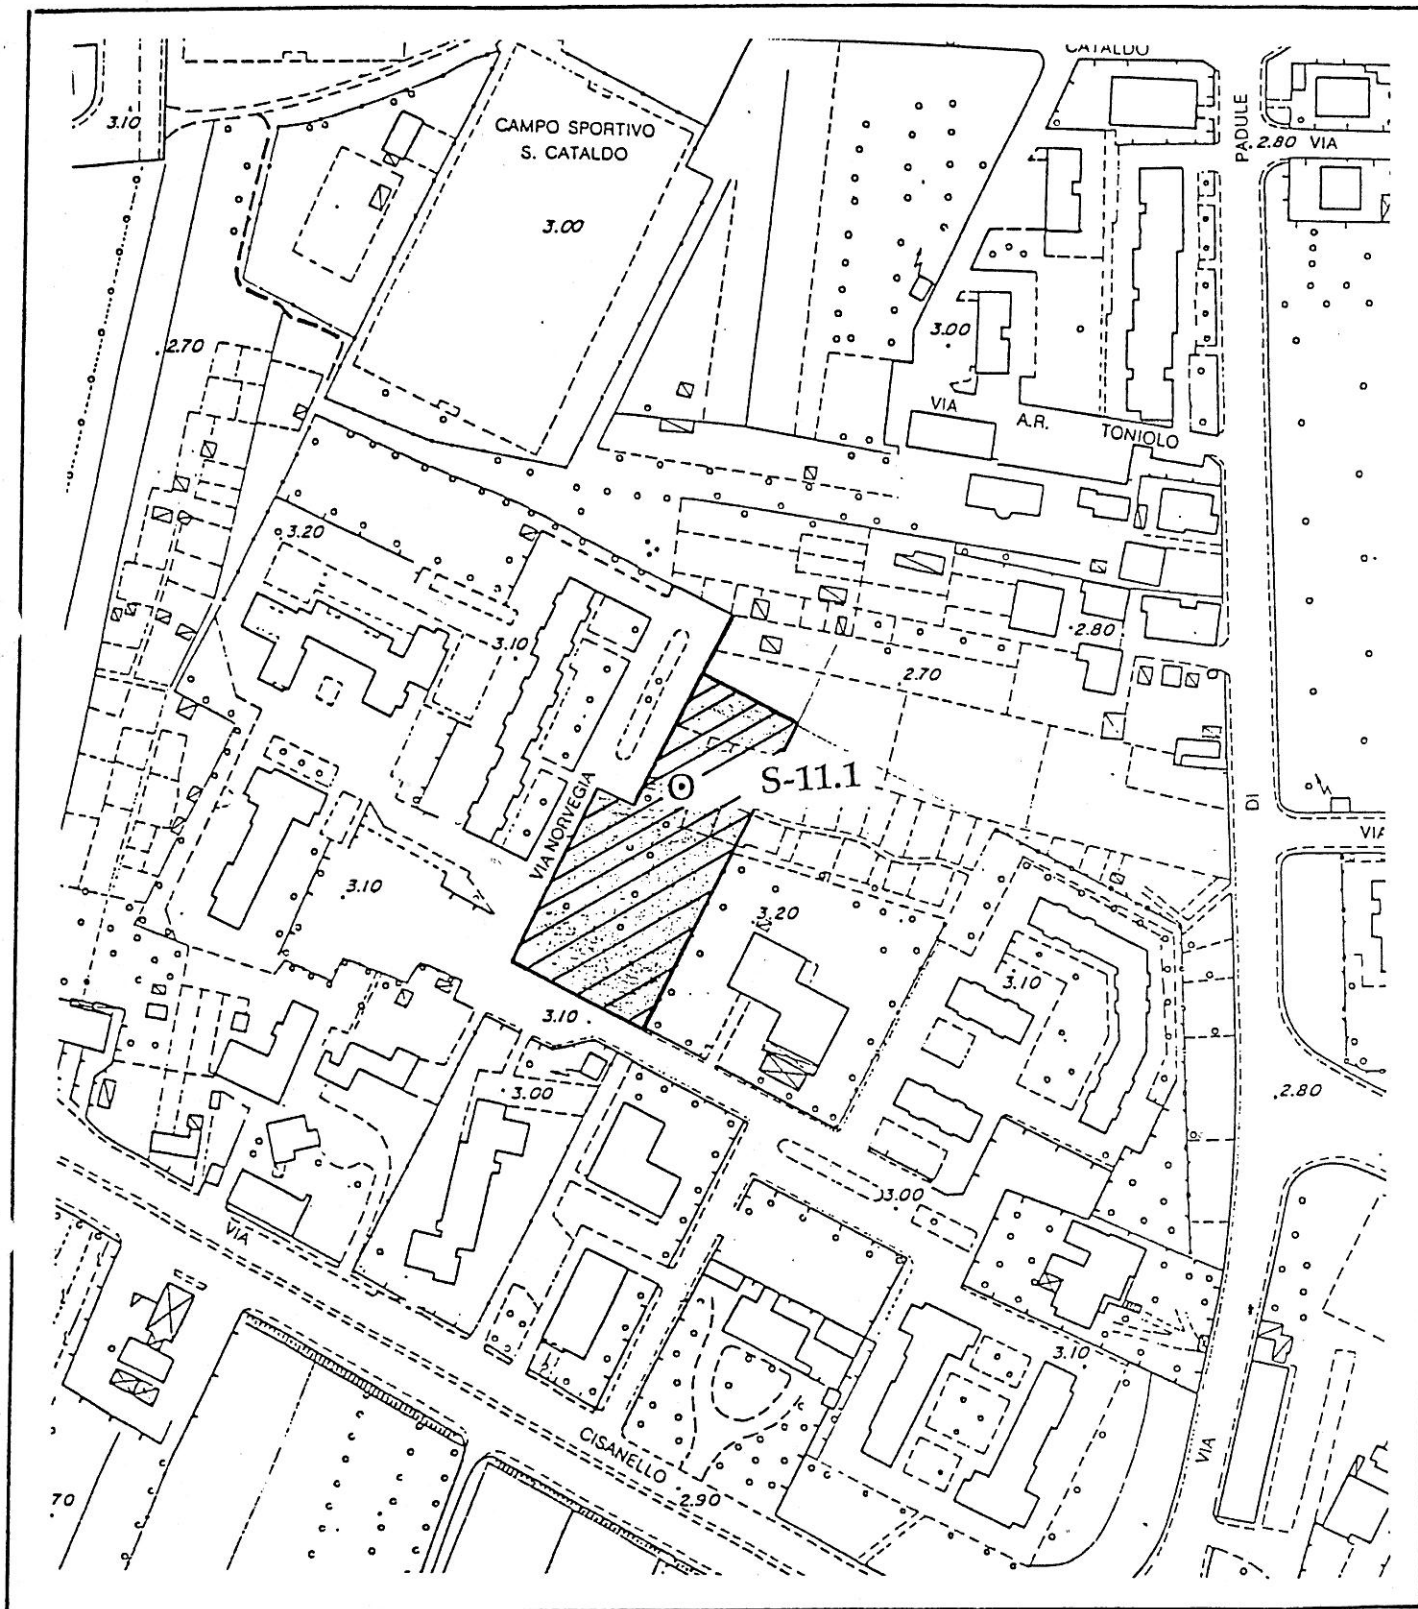 CATALDO
3.10
CAMPO SPORTIVO
S. CATALDO
PADULE
2.80 VIA
3.00
3.00
2.70
VIA A.R. TONIOLO
3.20
3.10
2.80
2.70
S-11.1
VIA NORVEGIA
DI
VIA
3.10
3.20
3.10
3.10
3.00
2.80
3.00
VIA
3.10
CISANELLO
VIA
2.90
70